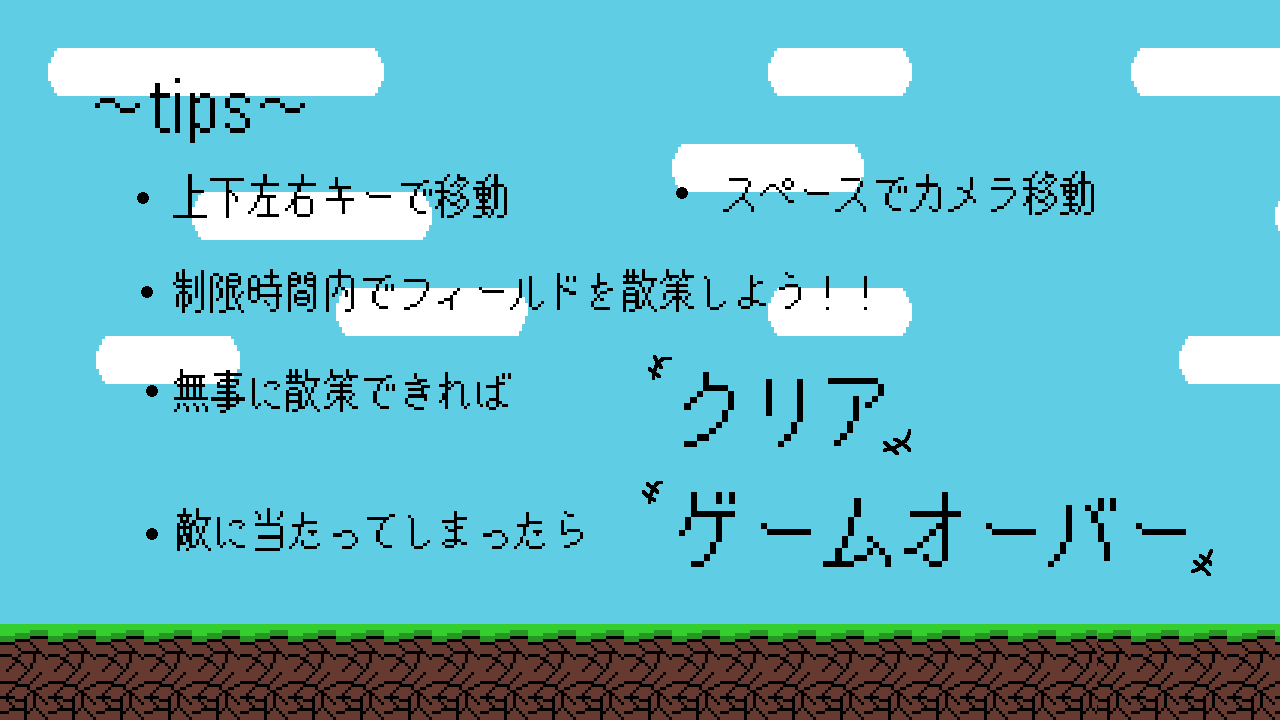 ～tips～
• 上下左右キーで移動
• スペースでカメラ移動
• 制限時間内でフィールドを散策しよう！！
• 無事に散策できれば
クリア
• 敵に当たってしまったら
ゲームオーバー